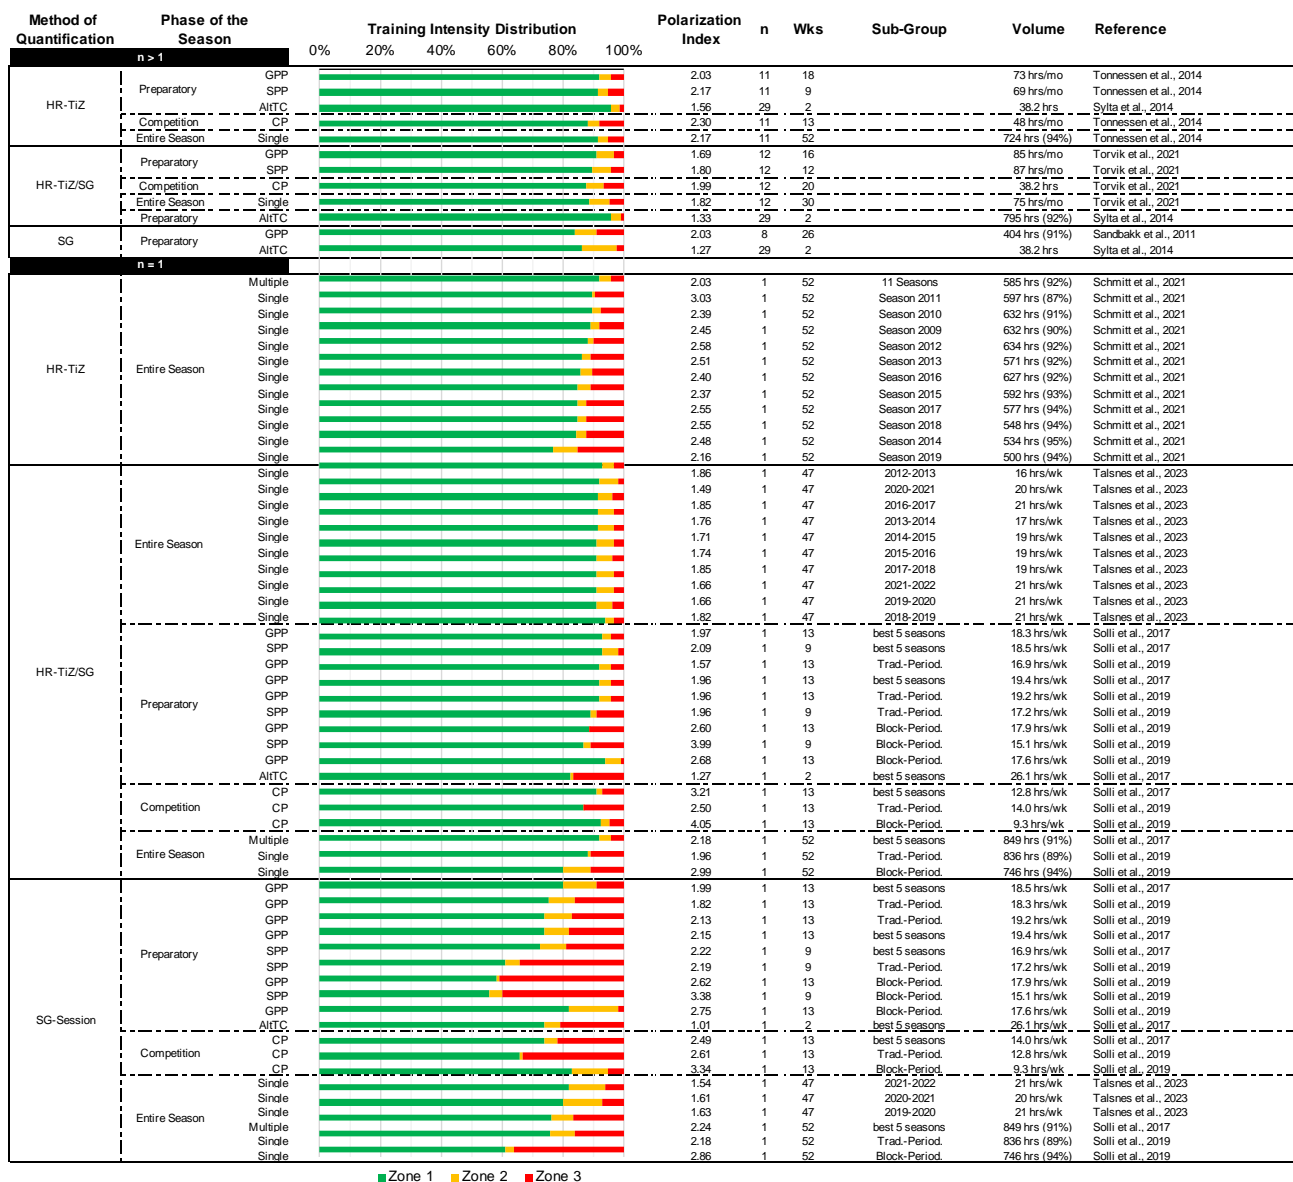 Method of Quantification Phase of the Season Training Intensity Distribution Polarization Index n Wks Sub-Group Volume Reference
0% 20% 40% 60% 80% 100%
n > 1
HR-TiZ Preparatory GPP 2.03 11 18 73 hrs/mo Tonnessen et al., 2014
SPP 2.17 11 9 69 hrs/mo Tonnessen et al., 2014
AltTC 1.56 29 2 38.2 hrs Sylta et al., 2014
Competition CP 2.30 11 13 48 hrs/mo Tonnessen et al., 2014
Entire Season Single 2.17 11 52 724 hrs (94%) Tonnessen et al., 2014
HR-TiZ/SG Preparatory GPP 1.69 12 16 85 hrs/mo Torvik et al., 2021
SPP 1.80 12 12 87 hrs/mo Torvik et al., 2021
Competition CP 1.99 12 20 38.2 hrs Torvik et al., 2021
Entire Season Single 1.82 12 30 75 hrs/mo Torvik et al., 2021
Preparatory AltTC 1.33 29 2 795 hrs (92%) Sylta et al., 2014
SG Preparatory GPP 2.03 8 26 404 hrs (91%) Sandbakk et al., 2011
AltTC 1.27 29 2 38.2 hrs Sylta et al., 2014
n = 1
HR-TiZ Entire Season Multiple 2.03 1 52 11 Seasons 585 hrs (92%) Schmitt et al., 2021
Single 3.03 1 52 Season 2011 597 hrs (87%) Schmitt et al., 2021
Single 2.39 1 52 Season 2010 632 hrs (91%) Schmitt et al., 2021
Single 2.45 1 52 Season 2009 632 hrs (90%) Schmitt et al., 2021
Single 2.58 1 52 Season 2012 634 hrs (92%) Schmitt et al., 2021
Single 2.51 1 52 Season 2013 571 hrs (92%) Schmitt et al., 2021
Single 2.40 1 52 Season 2016 627 hrs (92%) Schmitt et al., 2021
Single 2.37 1 52 Season 2015 592 hrs (93%) Schmitt et al., 2021
Single 2.55 1 52 Season 2017 577 hrs (94%) Schmitt et al., 2021
Single 2.55 1 52 Season 2018 548 hrs (94%) Schmitt et al., 2021
Single 2.48 1 52 Season 2014 534 hrs (95%) Schmitt et al., 2021
Single 2.16 1 52 Season 2019 500 hrs (94%) Schmitt et al., 2021
HR-TiZ/SG Entire Season Single 1.86 1 47 2012-2013 16 hrs/wk Talsnes et al., 2023
Single 1.49 1 47 2020-2021 20 hrs/wk Talsnes et al., 2023
Single 1.85 1 47 2016-2017 21 hrs/wk Talsnes et al., 2023
Single 1.76 1 47 2013-2014 17 hrs/wk Talsnes et al., 2023
Single 1.71 1 47 2014-2015 19 hrs/wk Talsnes et al., 2023
Single 1.74 1 47 2015-2016 19 hrs/wk Talsnes et al., 2023
Single 1.85 1 47 2017-2018 19 hrs/wk Talsnes et al., 2023
Single 1.66 1 47 2021-2022 21 hrs/wk Talsnes et al., 2023
Single 1.66 1 47 2019-2020 21 hrs/wk Talsnes et al., 2023
Single 1.82 1 47 2018-2019 21 hrs/wk Talsnes et al., 2023
Preparatory GPP 1.97 1 13 best 5 seasons 18.3 hrs/wk Solli et al., 2017
SPP 2.09 1 9 best 5 seasons 18.5 hrs/wk Solli et al., 2017
GPP 1.57 1 13 Trad.-Period. 16.9 hrs/wk Solli et al., 2019
GPP 1.96 1 13 best 5 seasons 19.4 hrs/wk Solli et al., 2017
GPP 1.96 1 13 Trad.-Period. 19.2 hrs/wk Solli et al., 2019
SPP 1.96 1 9 Trad.-Period. 17.2 hrs/wk Solli et al., 2019
GPP 2.60 1 13 Block-Period. 17.9 hrs/wk Solli et al., 2019
SPP 3.99 1 9 Block-Period. 15.1 hrs/wk Solli et al., 2019
GPP 2.68 1 13 Block-Period. 17.6 hrs/wk Solli et al., 2019
AltTC 1.27 1 2 best 5 seasons 26.1 hrs/wk Solli et al., 2017
Competition CP 3.21 1 13 best 5 seasons 12.8 hrs/wk Solli et al., 2017
CP 2.50 1 13 Trad.-Period. 14.0 hrs/wk Solli et al., 2019
CP 4.05 1 13 Block-Period. 9.3 hrs/wk Solli et al., 2019
Entire Season Multiple 2.18 1 52 best 5 seasons 849 hrs (91%) Solli et al., 2017
Single 1.96 1 52 Trad.-Period. 836 hrs (89%) Solli et al., 2019
Single 2.99 1 52 Block-Period. 746 hrs (94%) Solli et al., 2019
SG-Session Preparatory GPP 1.99 1 13 best 5 seasons 18.5 hrs/wk Solli et al., 2017
GPP 1.82 1 13 Trad.-Period. 18.3 hrs/wk Solli et al., 2019
GPP 2.13 1 13 Trad.-Period. 19.2 hrs/wk Solli et al., 2019
GPP 2.15 1 13 best 5 seasons 19.4 hrs/wk Solli et al., 2017
SPP 2.22 1 9 best 5 seasons 16.9 hrs/wk Solli et al., 2017
SPP 2.19 1 9 Trad.-Period. 17.2 hrs/wk Solli et al., 2019
GPP 2.62 1 13 Block-Period. 17.9 hrs/wk Solli et al., 2019
SPP 3.38 1 9 Block-Period. 15.1 hrs/wk Solli et al., 2019
GPP 2.75 1 13 Block-Period. 17.6 hrs/wk Solli et al., 2019
AltTC 1.01 1 2 best 5 seasons 26.1 hrs/wk Solli et al., 2017
Competition CP 2.49 1 13 best 5 seasons 14.0 hrs/wk Solli et al., 2017
CP 2.61 1 13 Trad.-Period. 12.8 hrs/wk Solli et al., 2019
CP 3.34 1 13 Block-Period. 9.3 hrs/wk Solli et al., 2019
Entire Season Single 1.54 1 47 2021-2022 21 hrs/wk Talsnes et al., 2023
Single 1.61 1 47 2020-2021 20 hrs/wk Talsnes et al., 2023
Single 1.63 1 47 2019-2020 21 hrs/wk Talsnes et al., 2023
Multiple 2.24 1 52 best 5 seasons 849 hrs (91%) Solli et al., 2017
Single 2.18 1 52 Trad.-Period. 836 hrs (89%) Solli et al., 2019
Single 2.86 1 52 Block-Period. 746 hrs (94%) Solli et al., 2019
Zone 1 Zone 2 Zone 3